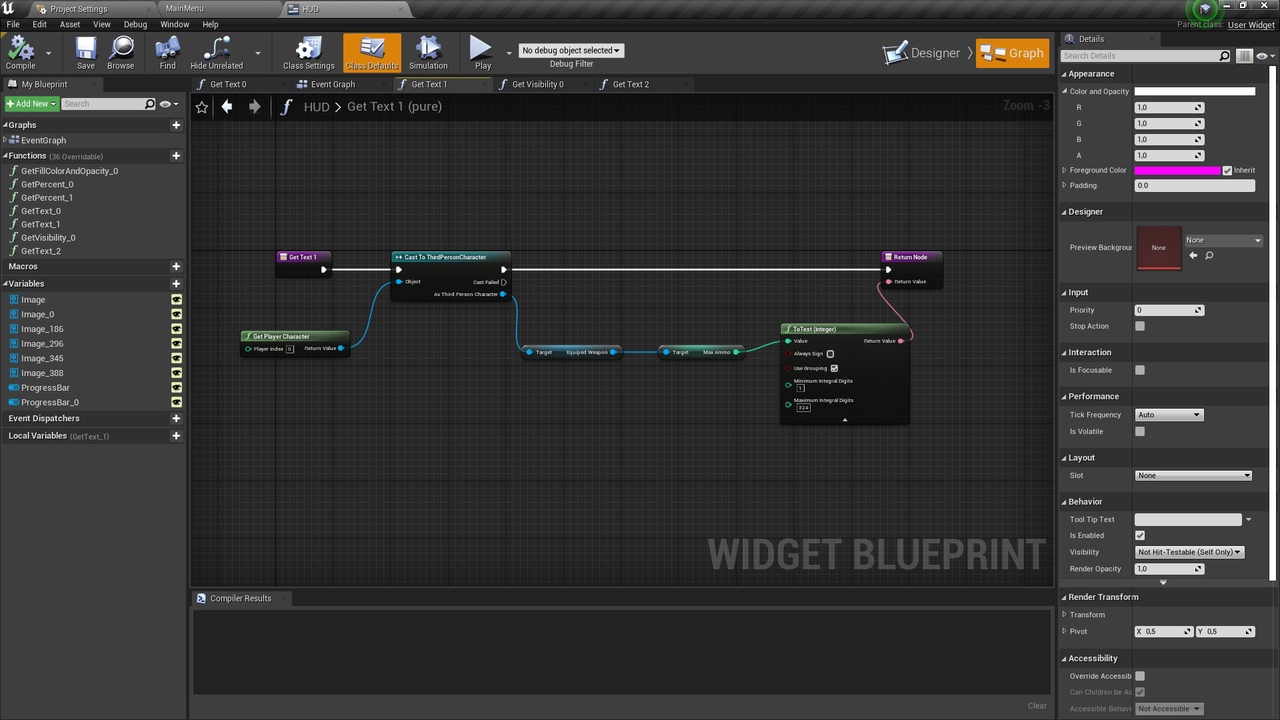 Project Settings
MainMenu
HUD
File Edit Asset View Debug Window Help
Parent class: User Widget
Compile
Save
Browse
Find
Hide Unrelated
Class Settings
Class Defaults
Simulation
Play
No debug object selected
Debug Filter
Designer
Graph
My Blueprint
Add New
Search
Graphs
EventGraph
Functions (36 Overridable)
GetFillColorAndOpacity_0
GetPercent_0
GetPercent_1
GetText_0
GetText_1
GetVisibility_0
GetText_2
Macros
Variables
Image
Image_0
Image_186
Image_296
Image_345
Image_388
ProgressBar
ProgressBar_0
Event Dispatchers
Local Variables (GetText_1)
Get Text 0
Event Graph
Get Text 1
Get Visibility 0
Get Text 2
HUD > Get Text 1 (pure)
Zoom -3
Get Text 1
Cast To ThirdPersonCharacter
Object
Cast Failed
As Third Person Character
Get Player Character
Player Index 0
Return Value
Target Equiped Weapon
Target Max Ammo
ToText (integer)
Value Return Value
Always Sign
Use Grouping
Minimum Integral Digits
1
Maximum Integral Digits
324
Return Node
Return Value
WIDGET BLUEPRINT
Compiler Results
Clear
Details
Search Details
Appearance
Color and Opacity
R 1,0
G 1,0
B 1,0
A 1,0
Foreground Color Inherit
Padding 0.0
Designer
Preview Backgrour
None
None
Input
Priority 0
Stop Action
Interaction
Is Focusable
Performance
Tick Frequency Auto
Is Volatile
Layout
Slot None
Behavior
Tool Tip Text
Is Enabled
Visibility Not Hit-Testable (Self Only)
Render Opacity 1,0
Render Transform
Transform
Pivot X 0,5 Y 0,5
Accessibility
Override Accessib
Can Children be Ac
Accessible Behavi Not Accessible